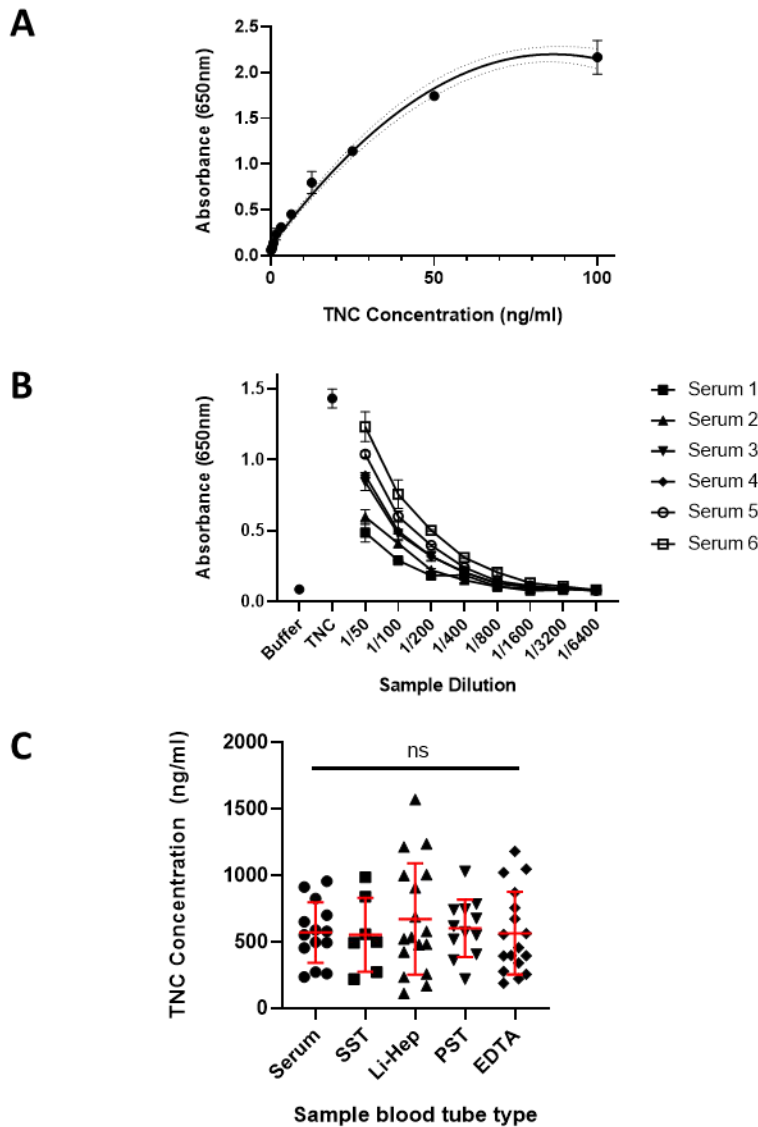 A
2.5
2.0
1.5
1.0
0.5
0.0
Absorbance (650nm)
0
50
100
TNC Concentration (ng/ml)
B
1.5
1.0
0.5
0.0
Absorbance (650nm)
Buffer
TNC
1/50
1/100
1/200
1/400
1/800
1/1600
1/3200
1/6400
Sample Dilution
Serum 1
Serum 2
Serum 3
Serum 4
Serum 5
Serum 6
C
2000
1500
1000
500
0
TNC Concentration (ng/ml)
ns
Serum
SST
Li-Hep
PST
EDTA
Sample blood tube type